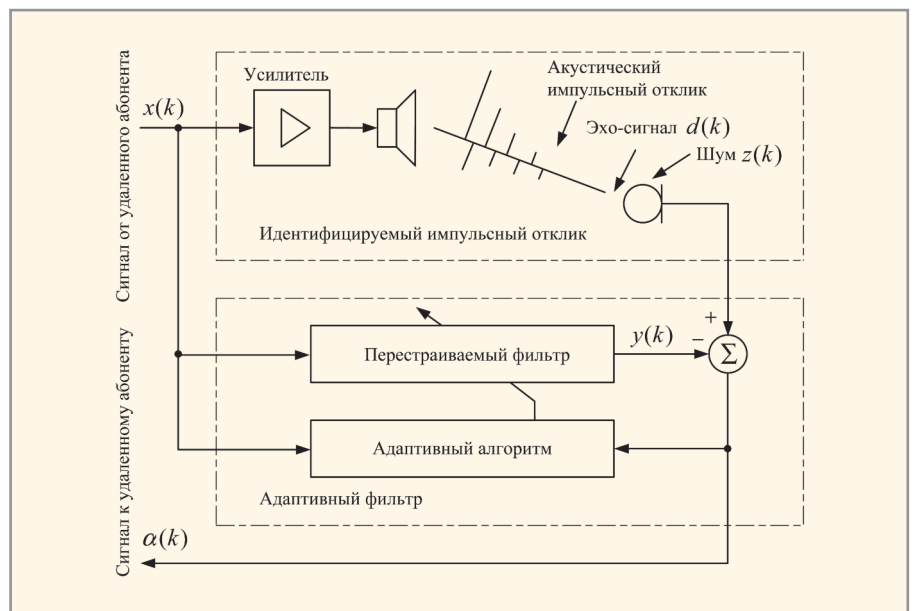 Сигнал от удаленного абонента
x(k)
Усилитель
Акустический
импульсный отклик
Эхо-сигнал d(k)
Шум z(k)
Идентифицируемый импульсный отклик
Сигнал к удаленному абоненту
+
−
Перестраиваемый фильтр
y(k)
Σ
Адаптивный алгоритм
Адаптивный фильтр
α(k)